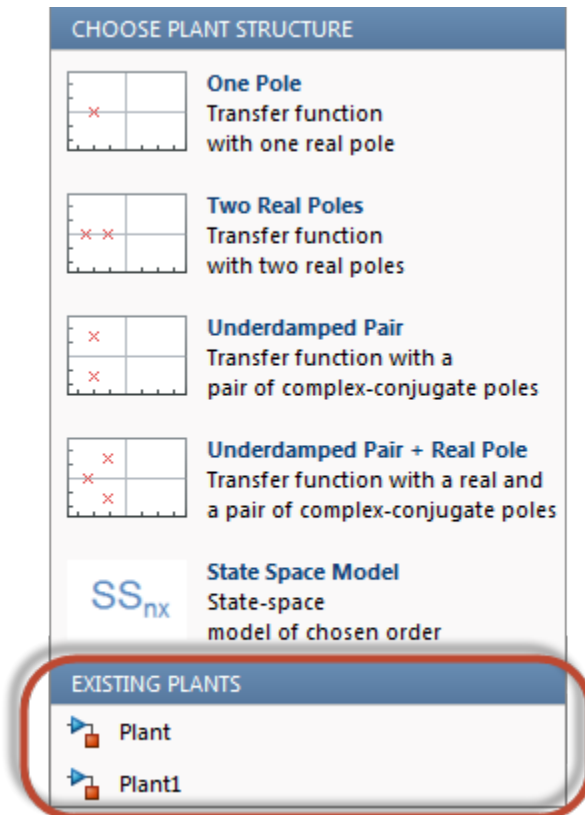 CHOOSE PLANT STRUCTURE
One Pole
Transfer function
with one real pole
Two Real Poles
Transfer function
with two real poles
Underdamped Pair
Transfer function with a
pair of complex-conjugate poles
Underdamped Pair + Real Pole
Transfer function with a real and
a pair of complex-conjugate poles
SSnx
State Space Model
State-space
model of chosen order
EXISTING PLANTS
Plant
Plant1